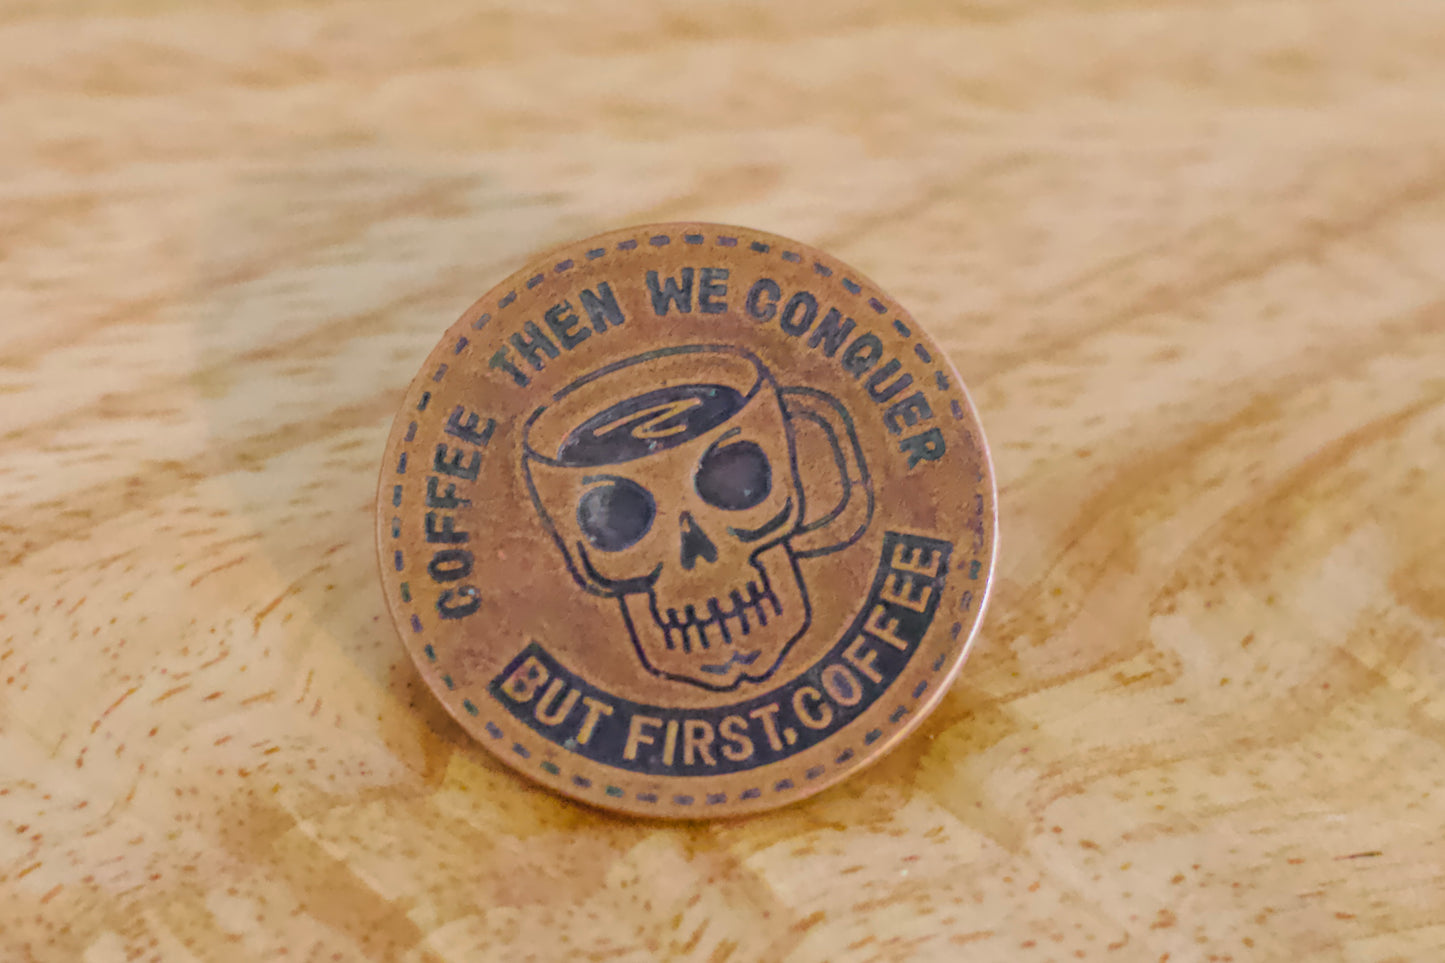 COFFEE THEN WE CONQUER
BUT FIRST, COFFEE